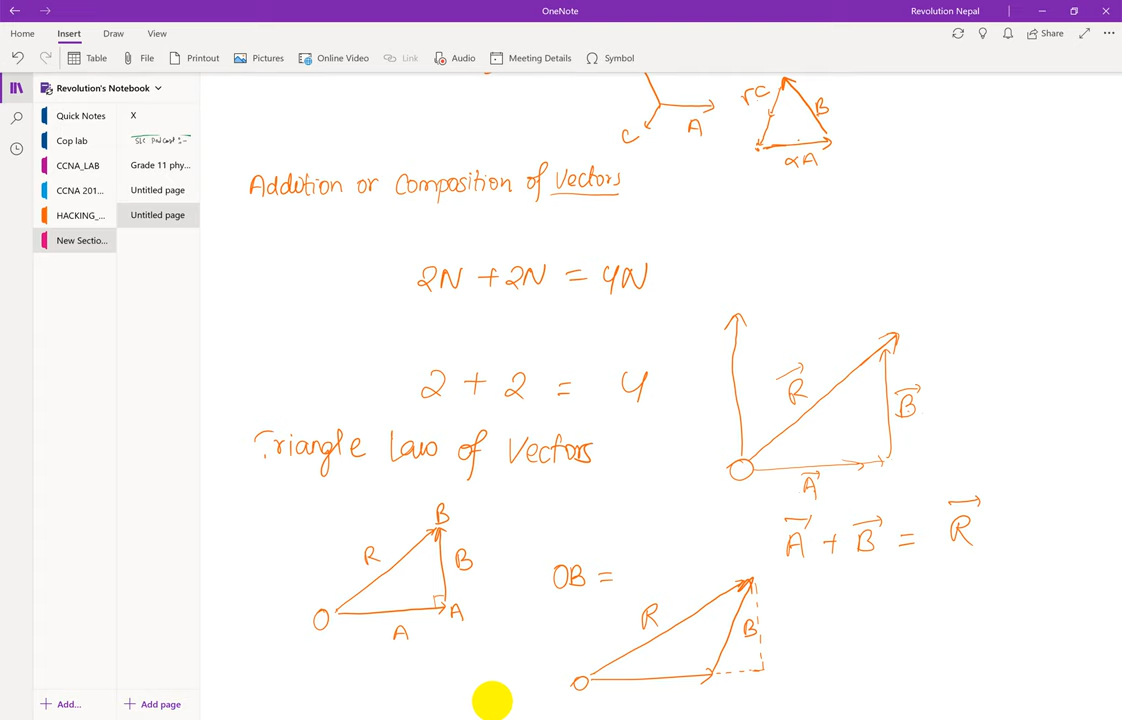 OneNote
Revolution Nepal
Home Insert Draw View
Share
Table File Printout Pictures Online Video Link Audio Meeting Details Symbol
Revolution's Notebook
Quick Notes
Cop lab
CCNA_LAB
CCNA 201...
HACKING_...
New Sectio...
X
Grade 11 phy...
Untitled page
Untitled page
Add...
Add page
C
A
rC
B
αA
Addition or Composition of Vectors
2N + 2N = 4N
2 + 2 = 4
R
B
A
A + B = R
Triangle Law of Vectors
B
R
B
O
A
A
OB =
R
B
O